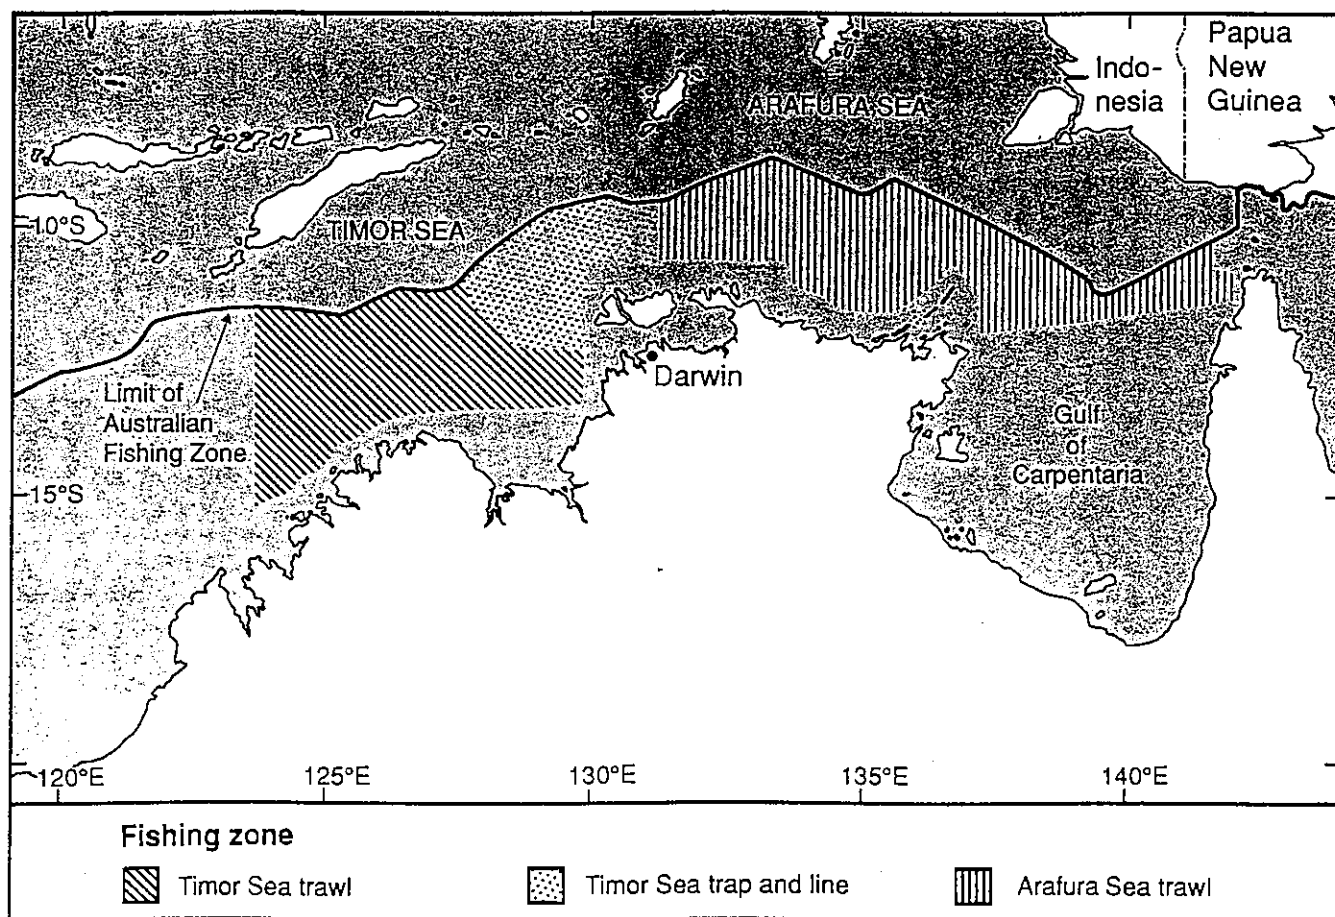 Papua
New
Guinea
Indo-
nesia
ARAFURA SEA
10°S
TIMOR SEA
Limit of
Australian
Fishing Zone
Darwin
Gulf
of
Carpentaria
15°S
120°E
125°E
130°E
135°E
140°E
Fishing zone
Timor Sea trawl
Timor Sea trap and line
Arafura Sea trawl